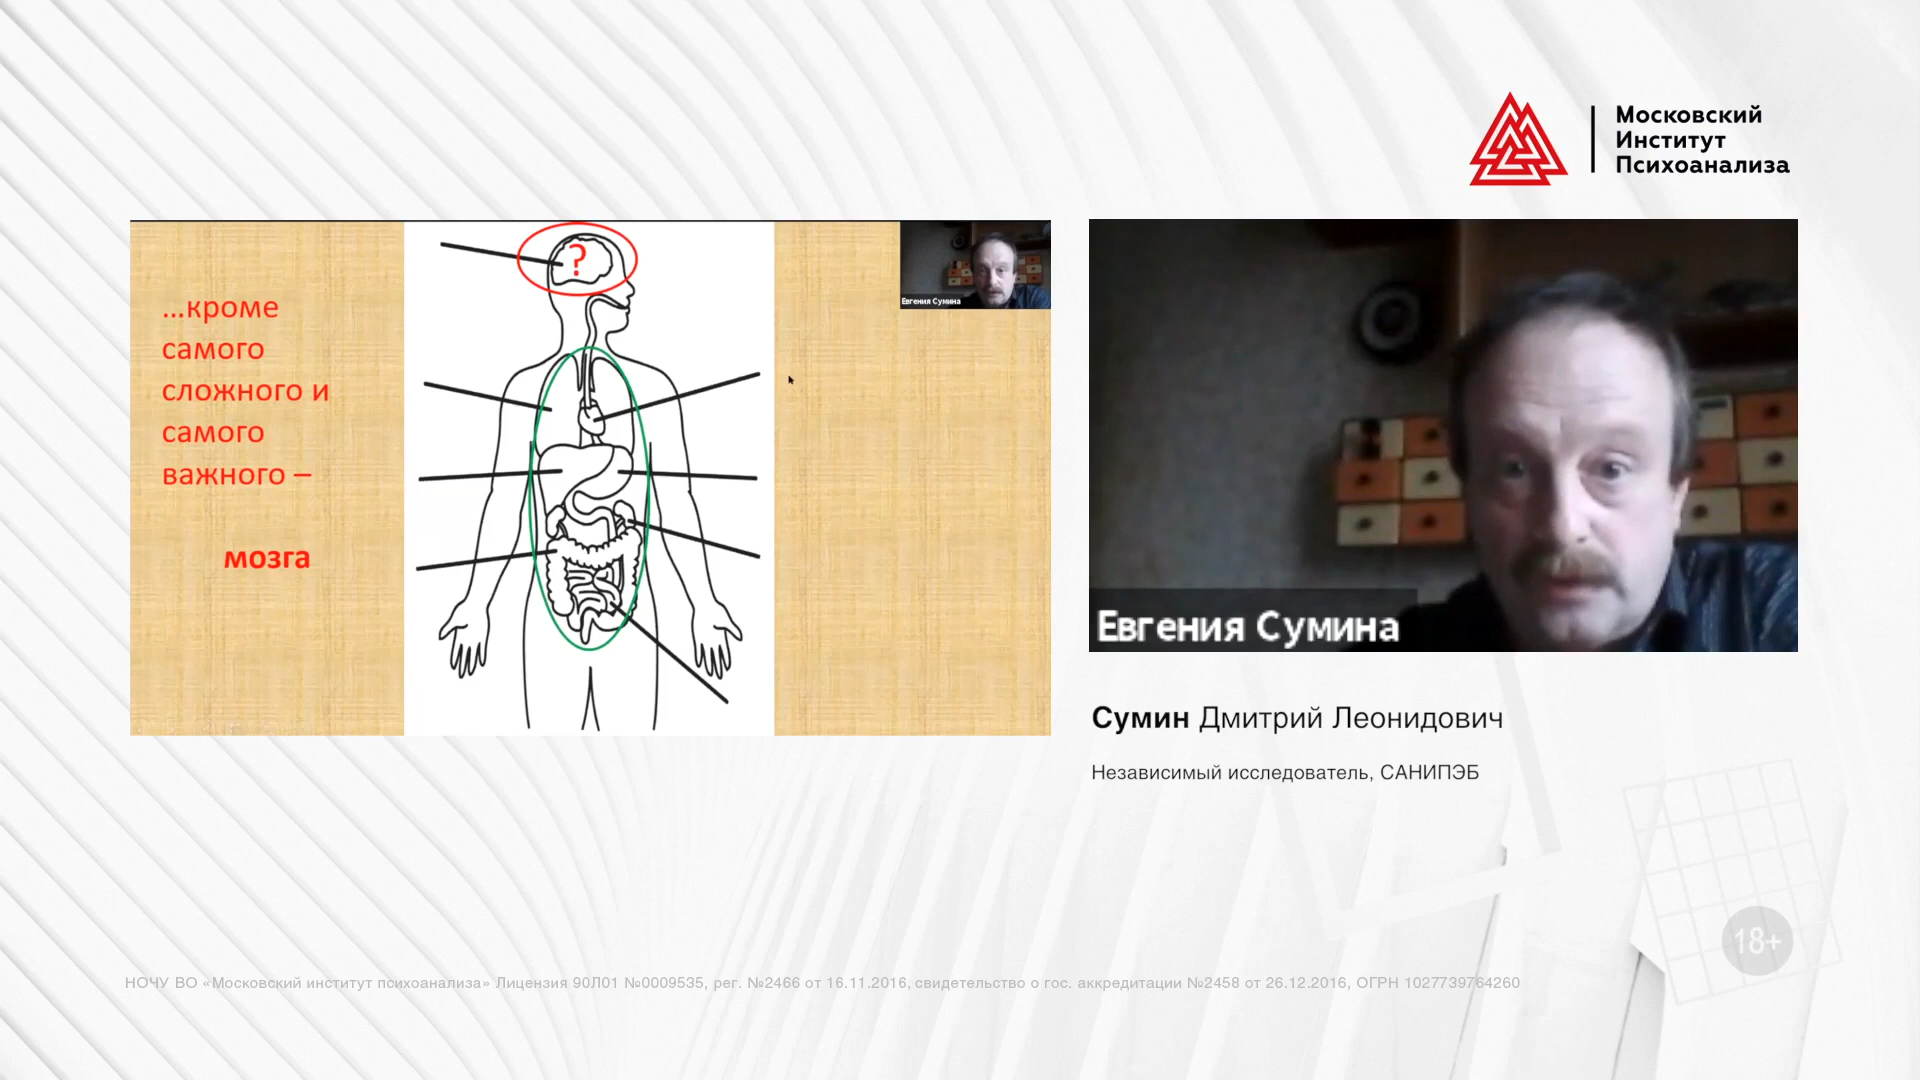 Московский
Институт
Психоанализа
...кроме
самого
сложного и
самого
важного –
мозга
?
Евгения Сумина
Евгения Сумина
Сумин Дмитрий Леонидович
Независимый исследователь, САНИПЭБ
18+
НОЧУ ВО «Московский институт психоанализа» Лицензия 90Л01 №0009535, рег. №2466 от 16.11.2016, свидетельство о гос. аккредитации №2458 от 26.12.2016, ОГРН 1027739764260